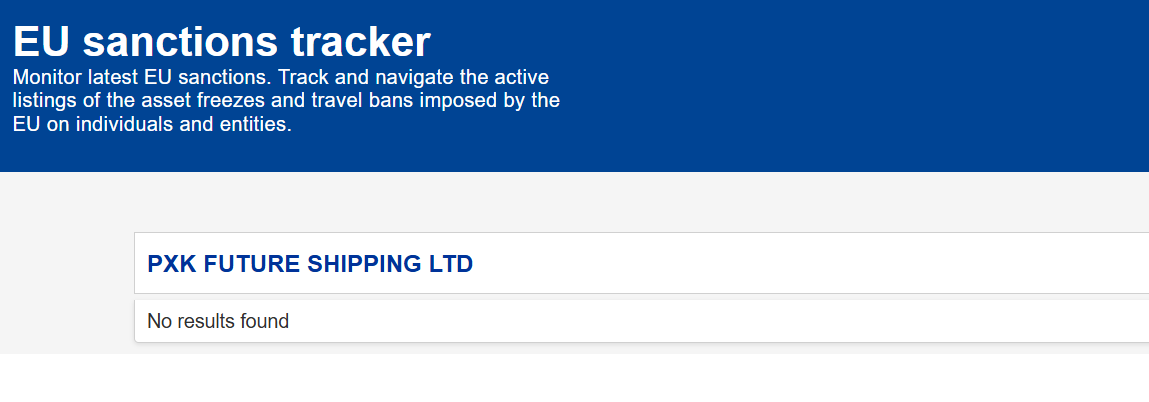 EU sanctions tracker
Monitor latest EU sanctions. Track and navigate the active
listings of the asset freezes and travel bans imposed by the
EU on individuals and entities.
PXK FUTURE SHIPPING LTD
No results found